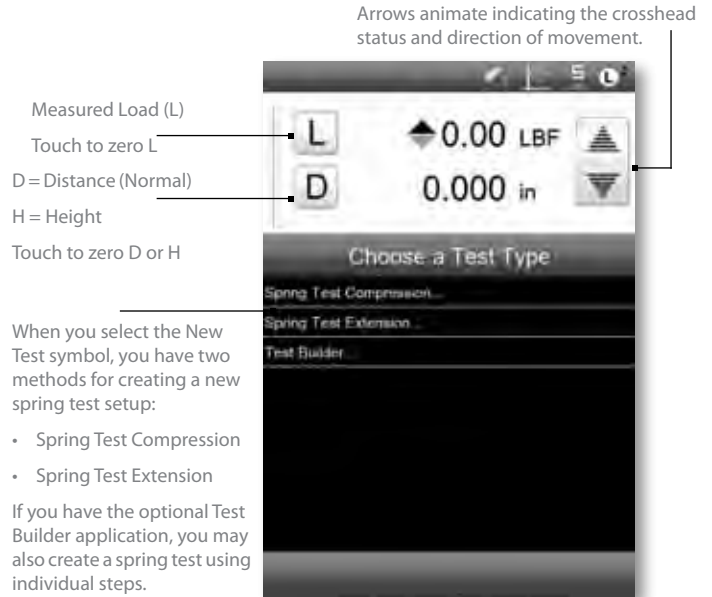 Arrows animate indicating the crosshead
status and direction of movement.
Measured Load (L)
Touch to zero L
D = Distance (Normal)
H = Height
Touch to zero D or H
When you select the New
Test symbol, you have two
methods for creating a new
spring test setup:
• Spring Test Compression
• Spring Test Extension
If you have the optional Test
Builder application, you may
also create a spring test using
individual steps.
L 0.00 LBF
D 0.000 in
Choose a Test Type
Spring Test Compression...
Spring Test Extension...
Test Builder...